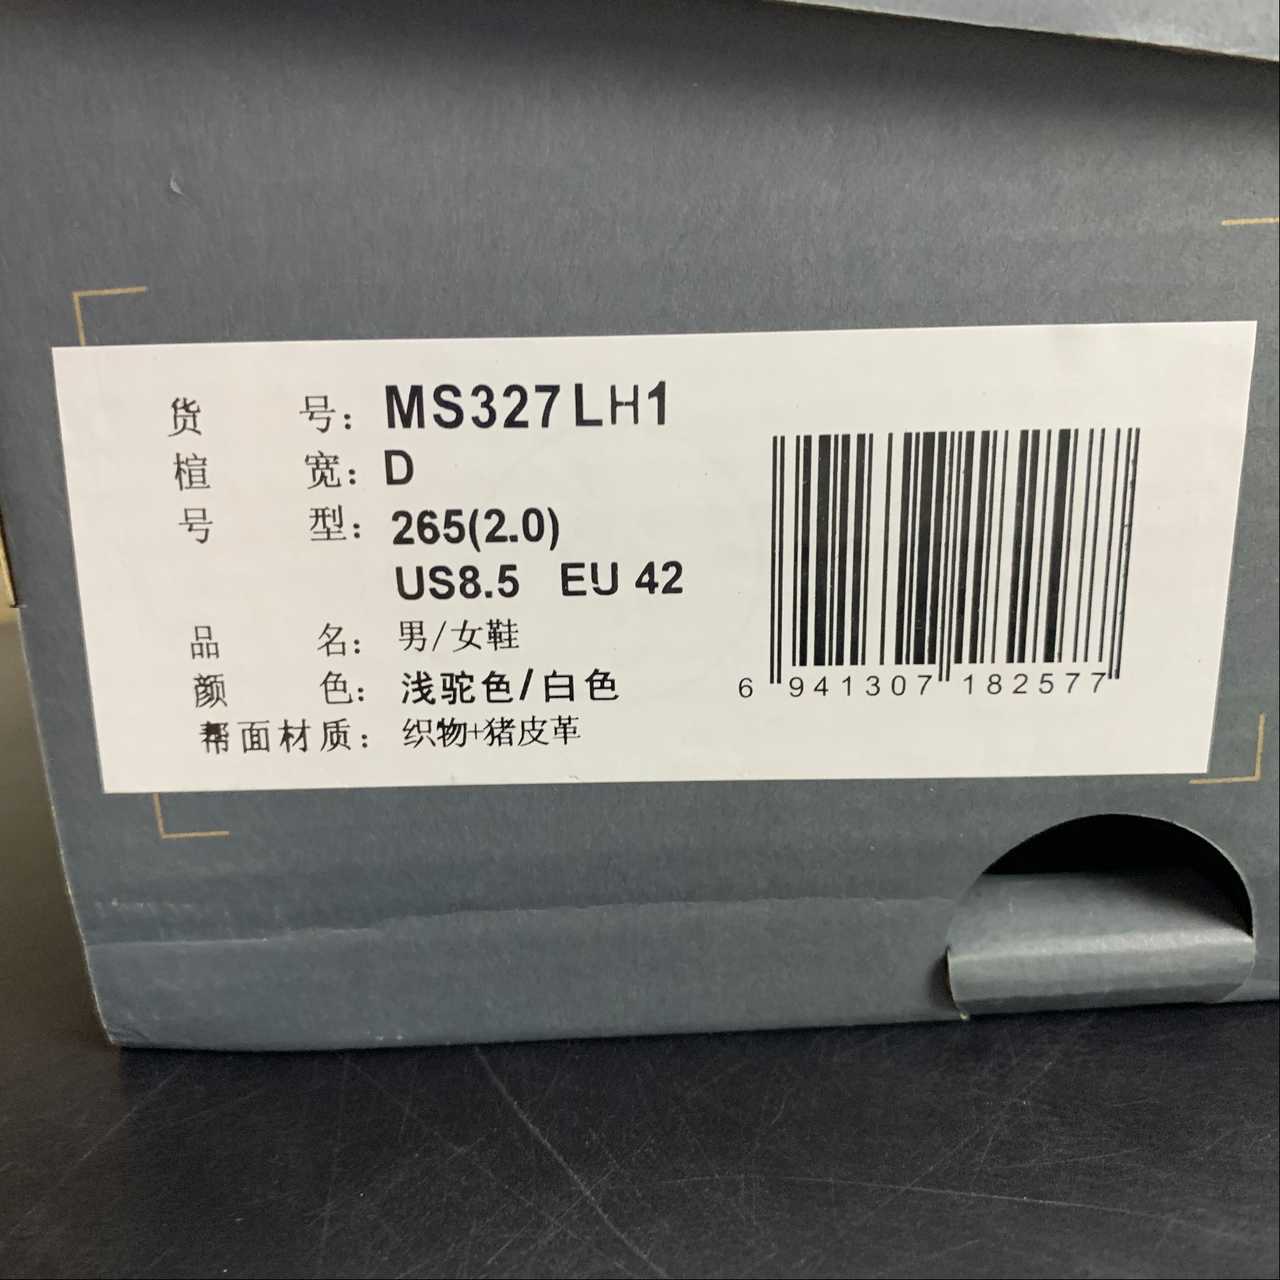 货 号: MS327LH1
楦 宽: D
号 型: 265(2.0)
US8.5 EU 42
品 名: 男/女鞋
颜 色: 浅驼色/白色
帮面材质: 织物+猪皮革
6 941307 182577